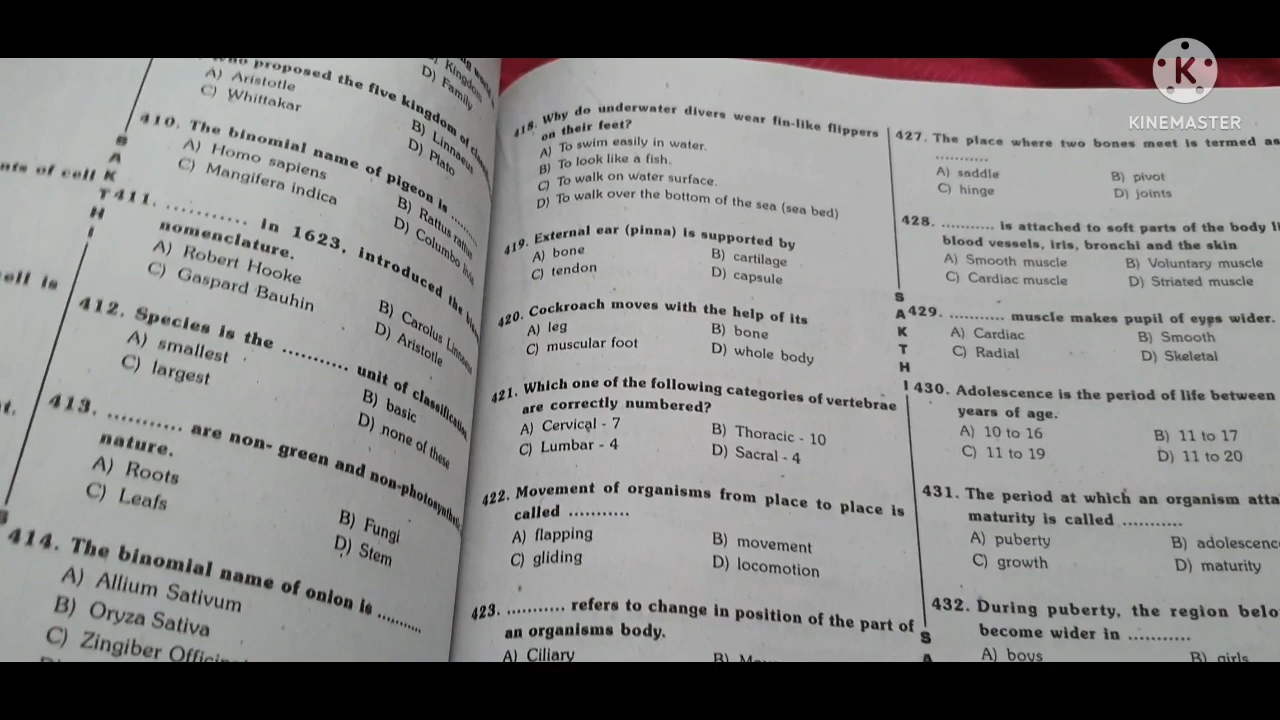 Who proposed the five kingdom of
A) Aristotle
B) Linnaeus
C) Whittakar
D) Plato
Kingdom
D) Family
410. The binomial name of pigeon is .........
A) Homo sapiens
B) Rattus rattus
C) Mangifera indica
D) Columbo
411. ........... in 1623, introduced the
nomenclature.
A) Robert Hooke
B) Carolus Linnaeus
C) Gaspard Bauhin
D) Aristotle
412. Species is the ........... unit of classification
A) smallest
B) basic
C) largest
D) none of these
413. ........... are non- green and non-photosynthetic
nature.
A) Roots
B) Fungi
C) Leafs
D) Stem
414. The binomial name of onion is ...........
A) Allium Sativum
B) Oryza Sativa
C) Zingiber
nts of cell
ell is
S
A
K
T
H
I
418. Why do underwater divers wear fin-like flippers
on their feet?
A) To swim easily in water.
B) To look like a fish.
C) To walk on water surface.
D) To walk over the bottom of the sea (sea bed)
419. External ear (pinna) is supported by
A) bone
B) cartilage
C) tendon
D) capsule
420. Cockroach moves with the help of its
A) leg
B) bone
C) muscular foot
D) whole body
421. Which one of the following categories of vertebrae
are correctly numbered?
A) Cervical - 7
B) Thoracic - 10
C) Lumbar - 4
D) Sacral - 4
422. Movement of organisms from place to place is
called ...........
A) flapping
B) movement
C) gliding
D) locomotion
423. ........... refers to change in position of the part of
an organisms body.
A) Ciliary
S
A
K
T
H
I
427. The place where two bones meet is termed as
...........
A) saddle
B) pivot
C) hinge
D) joints
428. ........... is attached to soft parts of the body li
blood vessels, iris, bronchi and the skin
A) Smooth muscle
B) Voluntary muscle
C) Cardiac muscle
D) Striated muscle
429. ........... muscle makes pupil of eyes wider.
A) Cardiac
B) Smooth
C) Radial
D) Skeletal
430. Adolescence is the period of life between
years of age.
A) 10 to 16
B) 11 to 17
C) 11 to 19
D) 11 to 20
431. The period at which an organism atta
maturity is called ...........
A) puberty
B) adolescenc
C) growth
D) maturity
432. During puberty, the region belo
become wider in ...........
A) boys
B) girls
S
A
K
KINEMASTER